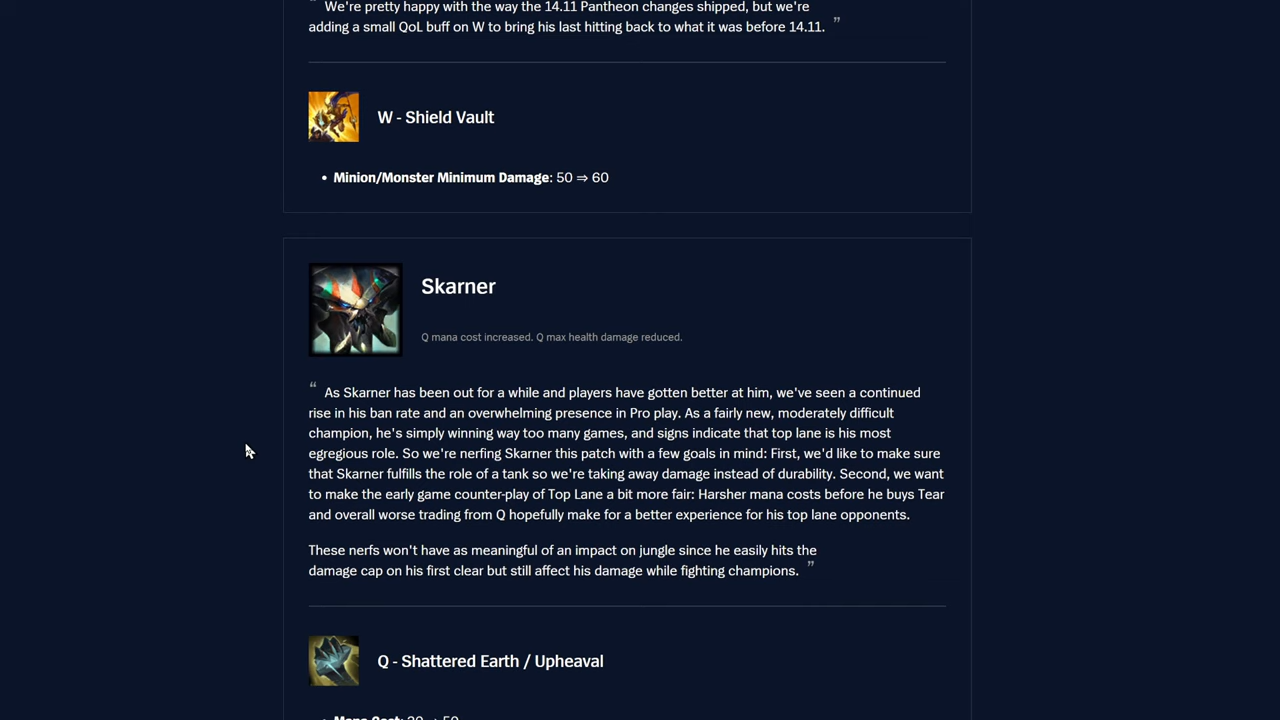 “ We're pretty happy with the way the 14.11 Pantheon changes shipped, but we're
adding a small QoL buff on W to bring his last hitting back to what it was before 14.11. ”
W - Shield Vault
• Minion/Monster Minimum Damage: 50 ⇒ 60
Skarner
Q mana cost increased. Q max health damage reduced.
“ As Skarner has been out for a while and players have gotten better at him, we've seen a continued
rise in his ban rate and an overwhelming presence in Pro play. As a fairly new, moderately difficult
champion, he's simply winning way too many games, and signs indicate that top lane is his most
egregious role. So we're nerfing Skarner this patch with a few goals in mind: First, we'd like to make sure
that Skarner fulfills the role of a tank so we're taking away damage instead of durability. Second, we want
to make the early game counter-play of Top Lane a bit more fair: Harsher mana costs before he buys Tear
and overall worse trading from Q hopefully make for a better experience for his top lane opponents.
These nerfs won't have as meaningful of an impact on jungle since he easily hits the
damage cap on his first clear but still affect his damage while fighting champions. ”
Q - Shattered Earth / Upheaval
• Mana Cost: